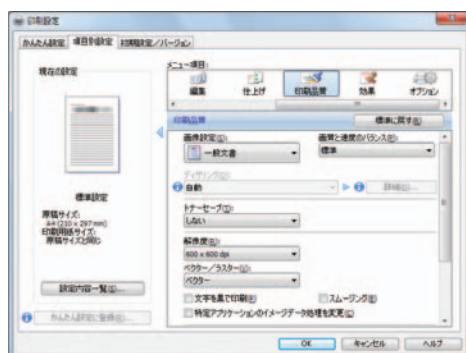 印刷設定
かんたん設定 項目別設定 初期設定／バージョン
現在の設定
標準設定
原稿サイズ:
A4 (210 x 297 mm)
印刷用紙サイズ:
原稿サイズと同じ
設定内容一覧(L)...
かんたん設定に登録(R)...
メニュー項目:
編集 仕上げ 印刷品質 効果 オプション
印刷品質 標準に戻す(E)
画像設定(G): 画質と速度のバランス(P):
一般文書 標準
ディザリング(D):
自動 詳細(Q)...
トナーセーブ(T):
しない
解像度(R):
600 x 600 dpi
ベクター／ラスター(V):
ベクター
文字を黒で印刷(P) スムージング(S)
特定アプリケーションのイメージデータ処理を変更(C)
OK キャンセル ヘルプ